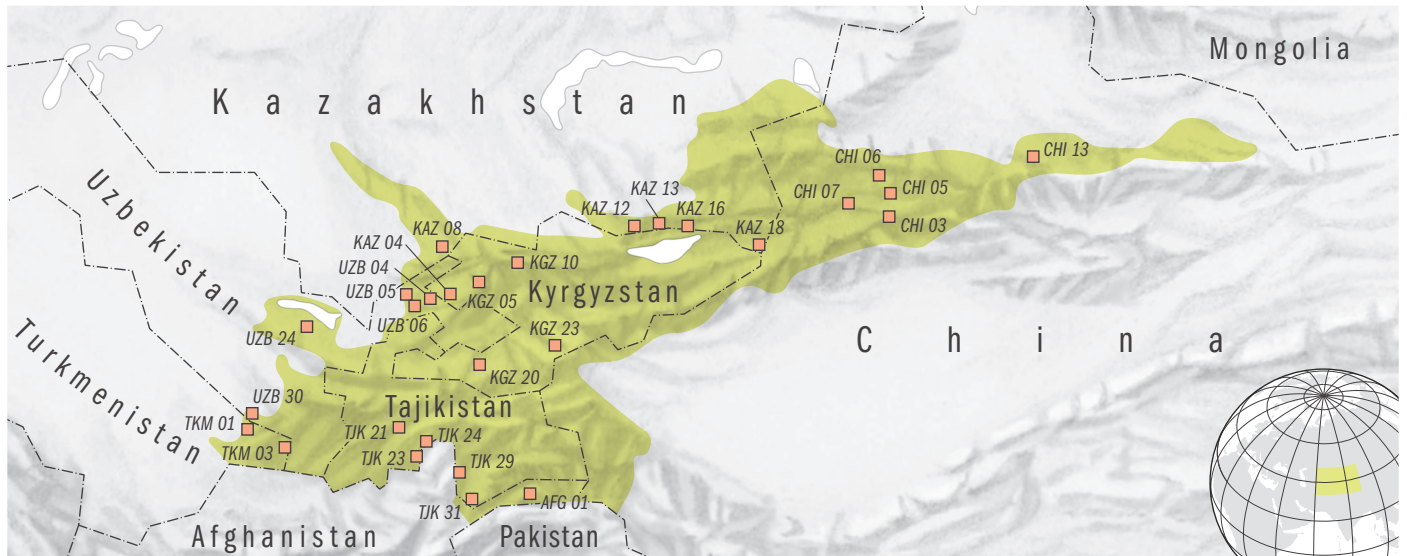 Mongolia
Kazakhstan
CHI 13
CHI 06
CHI 05
CHI 07
CHI 03
KAZ 13
KAZ 12
KAZ 16
KAZ 18
Uzbekistan
KAZ 08
KAZ 04
UZB 04
UZB 05
UZB 06
KGZ 10
KGZ 05
Kyrgyzstan
UZB 24
KGZ 23
China
KGZ 20
Turkmenistan
UZB 30
TKM 01
TKM 03
Tajikistan
TJK 21
TJK 24
TJK 23
TJK 29
TJK 31
AFG 01
Afghanistan
Pakistan